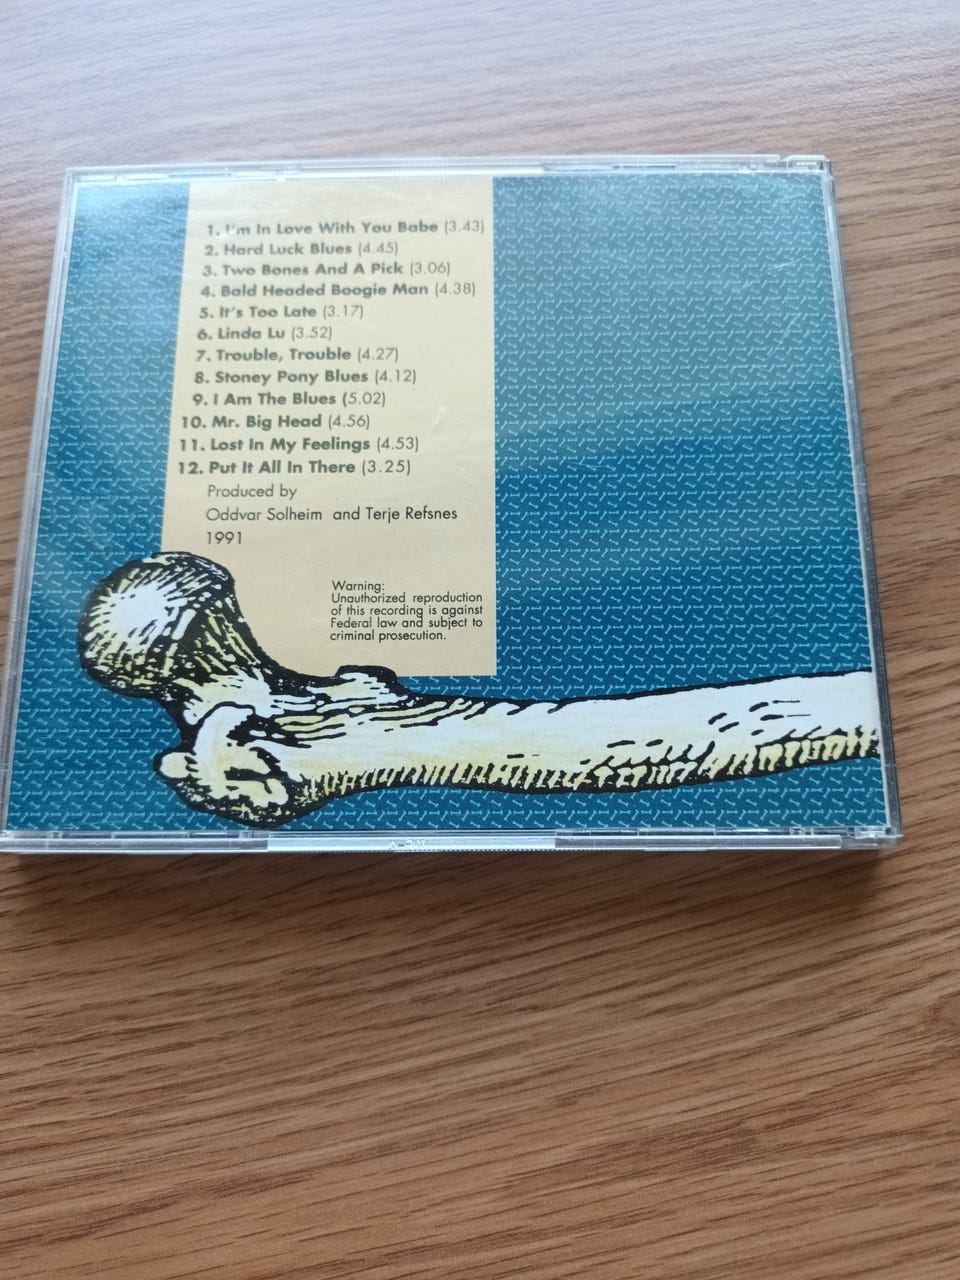 1. I'm In Love With You Babe (3.43)
2. Hard Luck Blues (4.45)
3. Two Bones And A Pick (3.06)
4. Bald Headed Boogie Man (4.38)
5. It's Too Late (3.17)
6. Linda Lu (3.52)
7. Trouble, Trouble (4.27)
8. Stoney Pony Blues (4.12)
9. I Am The Blues (5.02)
10. Mr. Big Head (4.56)
11. Lost In My Feelings (4.53)
12. Put It All In There (3.25)
Produced by
Oddvar Solheim and Terje Refsnes
1991
Warning:
Unauthorized reproduction
of this recording is against
Federal law and subject to
criminal prosecution.